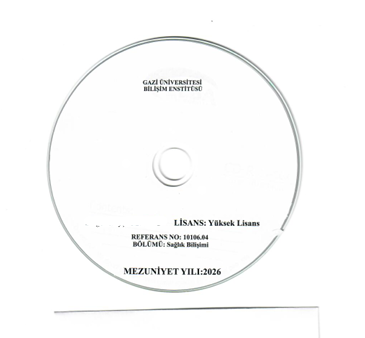 GAZİ ÜNİVERSİTESİ
BİLİŞİM ENSTİTÜSÜ
LİSANS: Yüksek Lisans
REFERANS NO: 10106.04
BÖLÜMÜ: Sağlık Bilişimi
MEZUNİYET YILI:2026